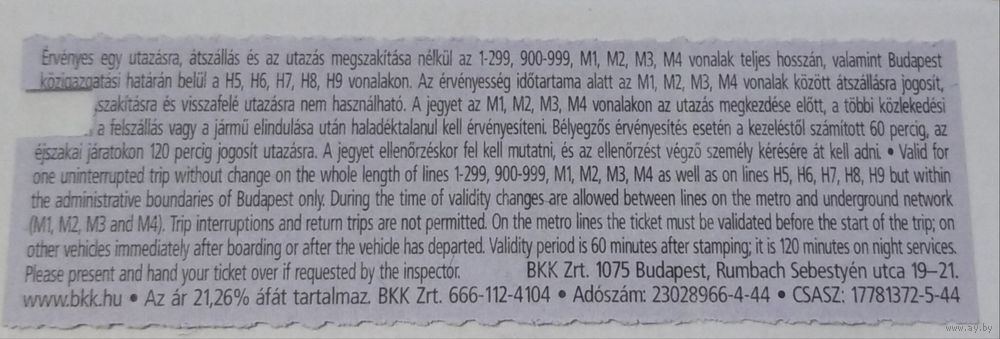 Érvényes egy utazásra, átszállás és az utazás megszakítása nélkül az 1-299, 900-999, M1, M2, M3, M4 vonalak teljes hosszán, valamint Budapest
közigazgatási határán belül a H5, H6, H7, H8, H9 vonalakon. Az érvényesség időtartama alatt az M1, M2, M3, M4 vonalak között átszállásra jogosít,
szakításra és visszafelé utazásra nem használható. A jegyet az M1, M2, M3, M4 vonalakon az utazás megkezdése előtt, a többi közlekedési
a felszállás vagy a jármű elindulása után haladéktalanul kell érvényesíteni. Bélyegzős érvényesítés esetén a kezeléstől számított 60 percig, az
éjszakai járatokon 120 percig jogosít utazásra. A jegyet ellenőrzéskor fel kell mutatni, és az ellenőrzést végző személy kérésére át kell adni. • Valid for
one uninterrupted trip without change on the whole length of lines 1-299, 900-999, M1, M2, M3, M4 as well as on lines H5, H6, H7, H8, H9 but within
the administrative boundaries of Budapest only. During the time of validity changes are allowed between lines on the metro and underground network
(M1, M2, M3 and M4). Trip interruptions and return trips are not permitted. On the metro lines the ticket must be validated before the start of the trip; on
other vehicles immediately after boarding or after the vehicle has departed. Validity period is 60 minutes after stamping; it is 120 minutes on night services.
Please present and hand your ticket over if requested by the inspector. BKK Zrt. 1075 Budapest, Rumbach Sebestyén utca 19–21.
www.bkk.hu • Az ár 21,26% áfát tartalmaz. BKK Zrt. 666-112-4104 • Adószám: 23028966-4-44 • CSASZ: 17781372-5-44
www.ay.by